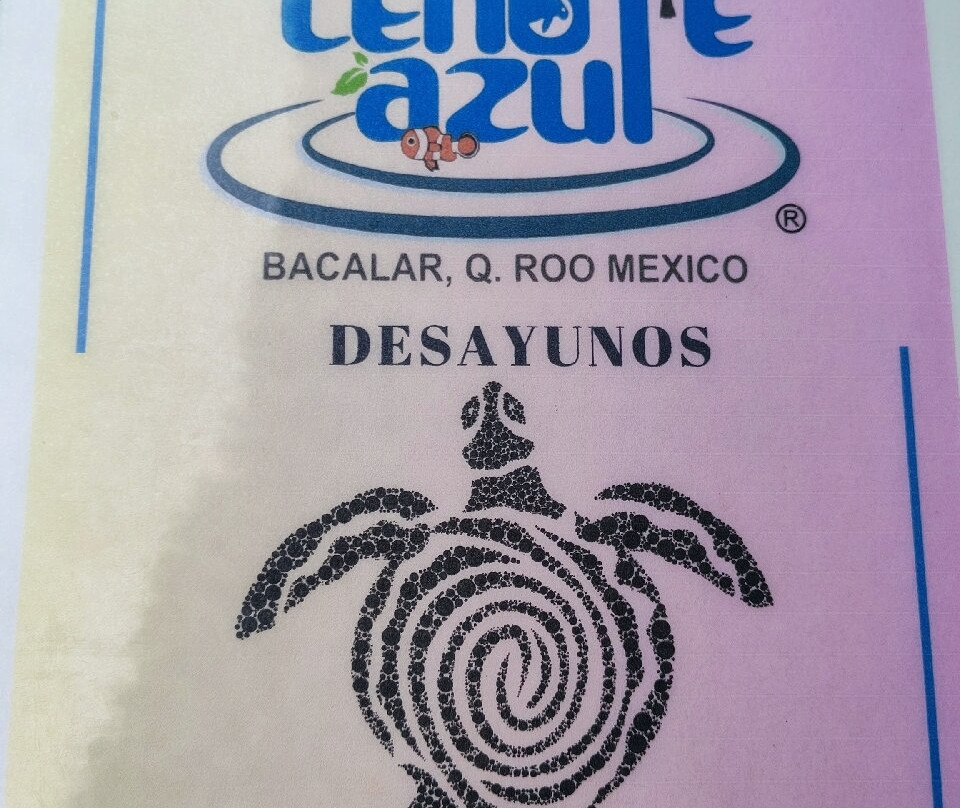 cenote
azul
®
BACALAR, Q. ROO MEXICO
DESAYUNOS